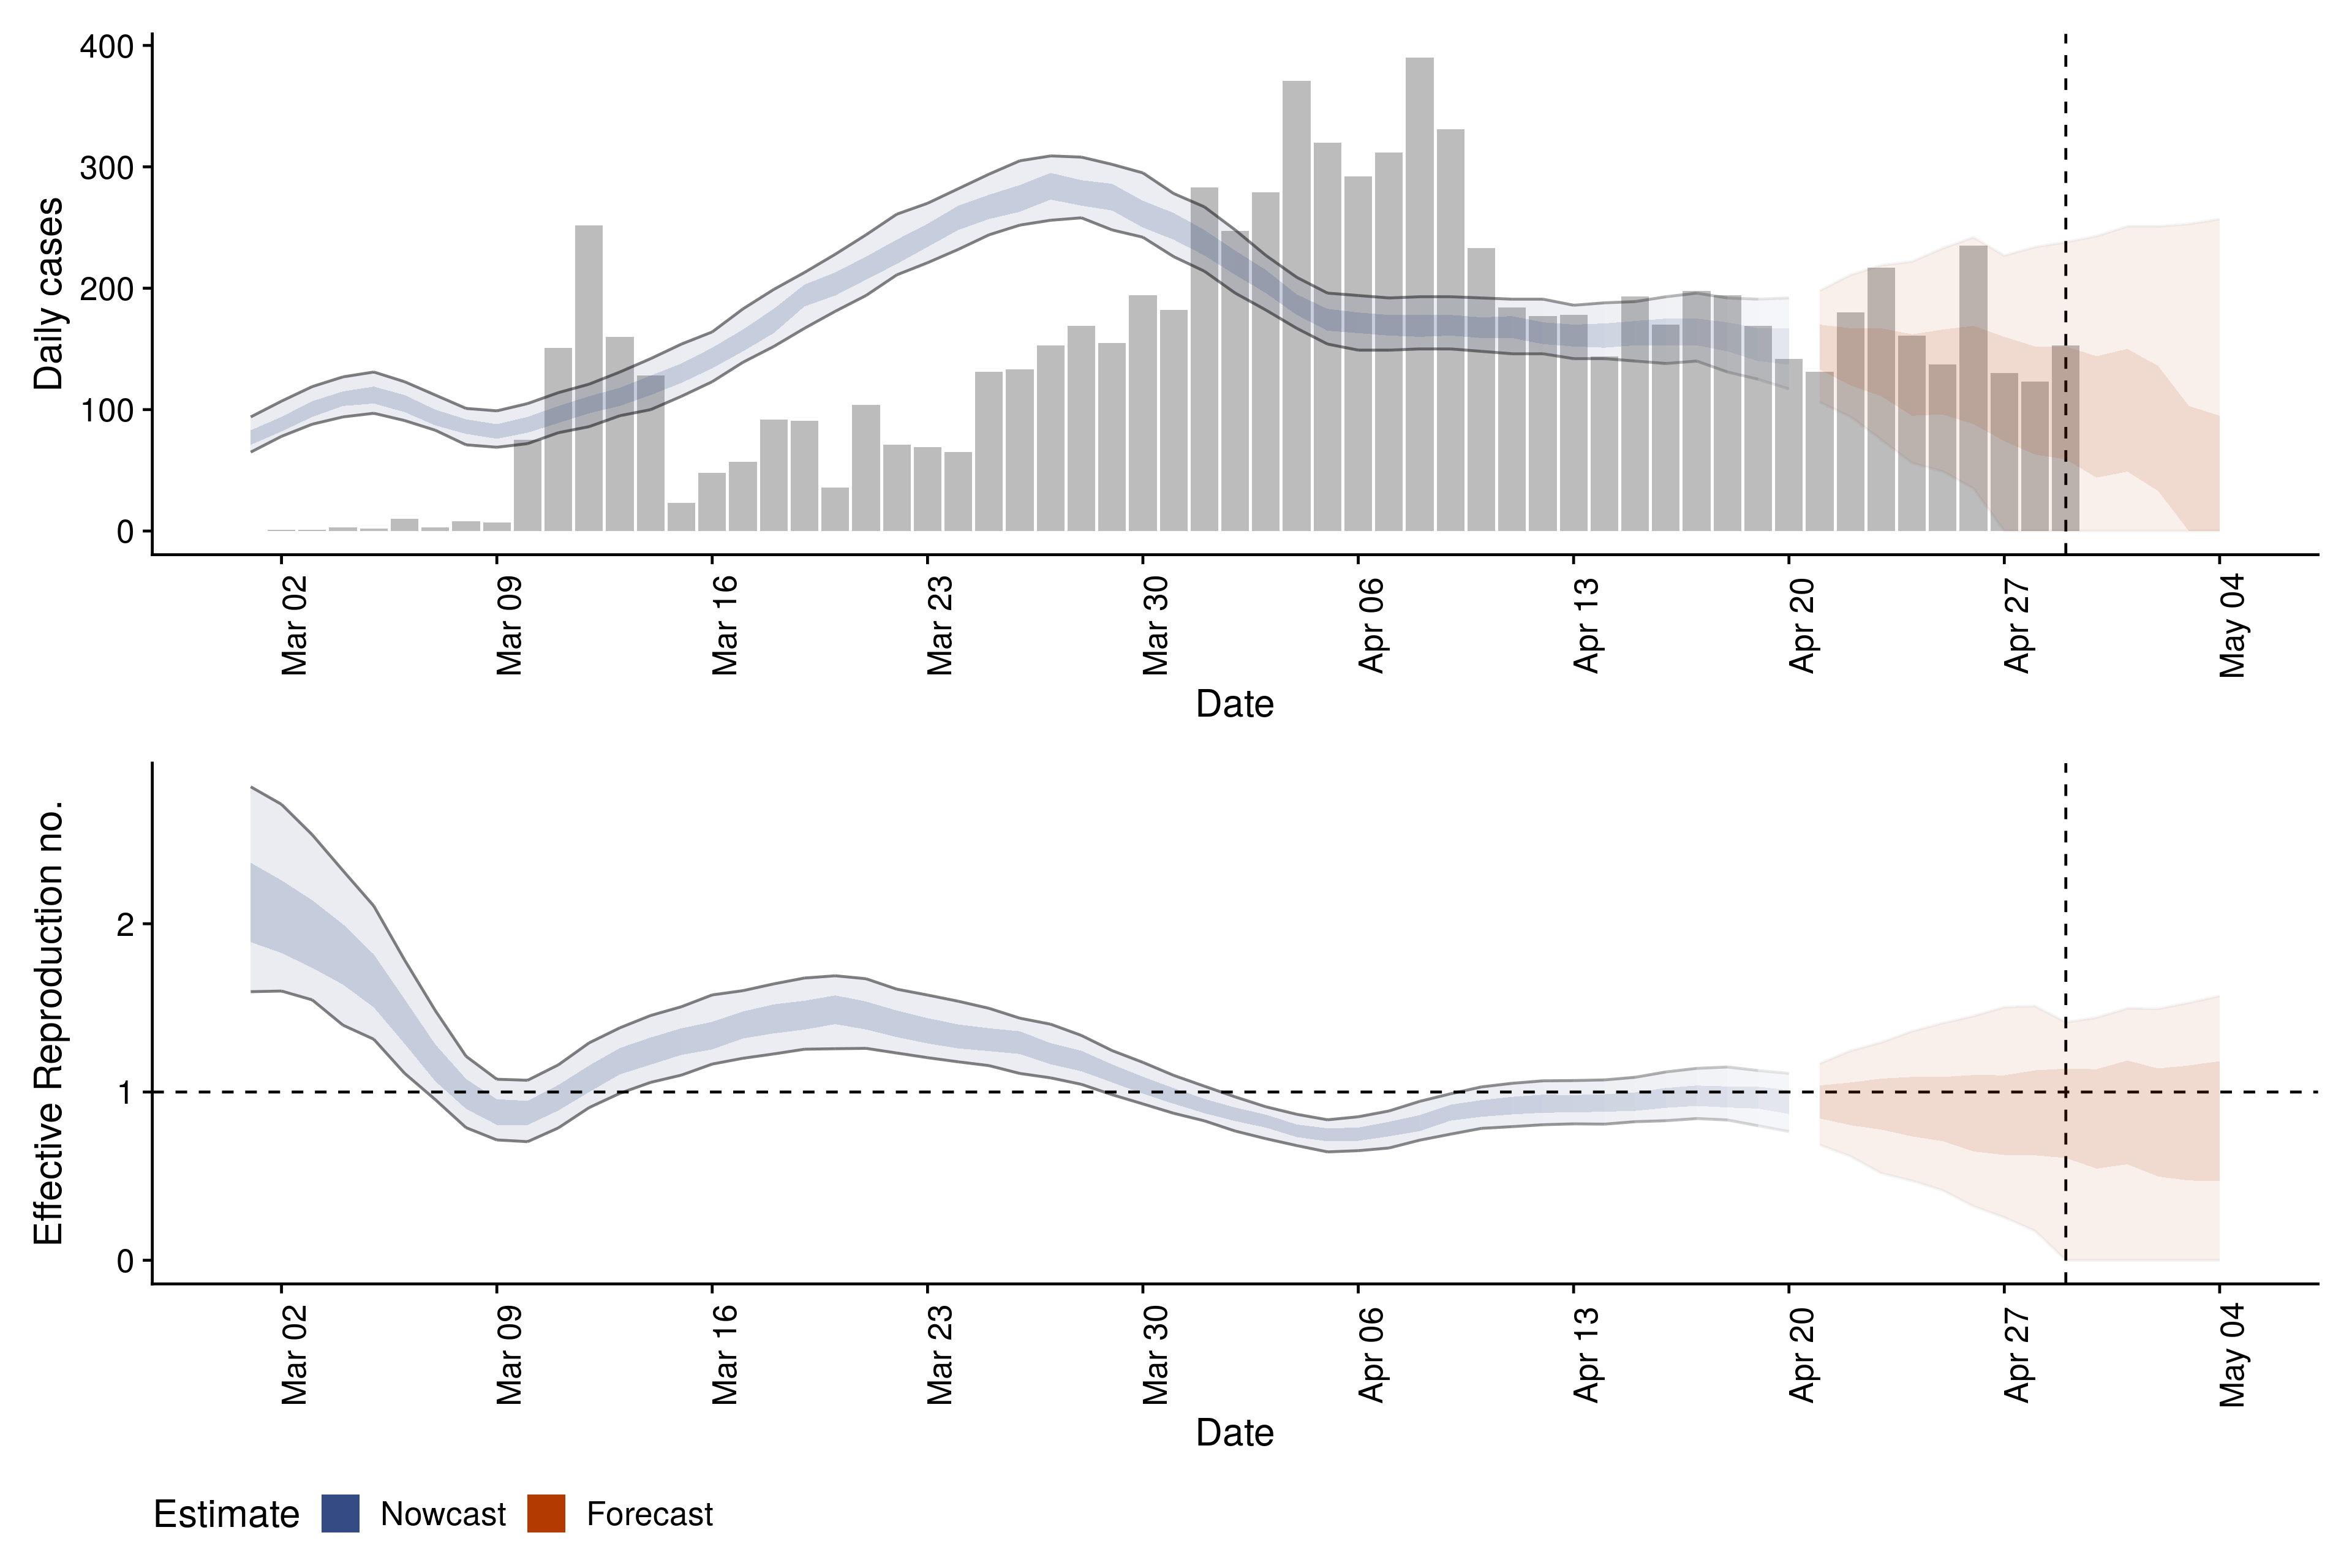 Daily cases
400
300
200
100
0
Mar 02
Mar 09
Mar 16
Mar 23
Mar 30
Apr 06
Apr 13
Apr 20
Apr 27
May 04
Date
Effective Reproduction no.
2
1
0
Mar 02
Mar 09
Mar 16
Mar 23
Mar 30
Apr 06
Apr 13
Apr 20
Apr 27
May 04
Date
Estimate Nowcast Forecast